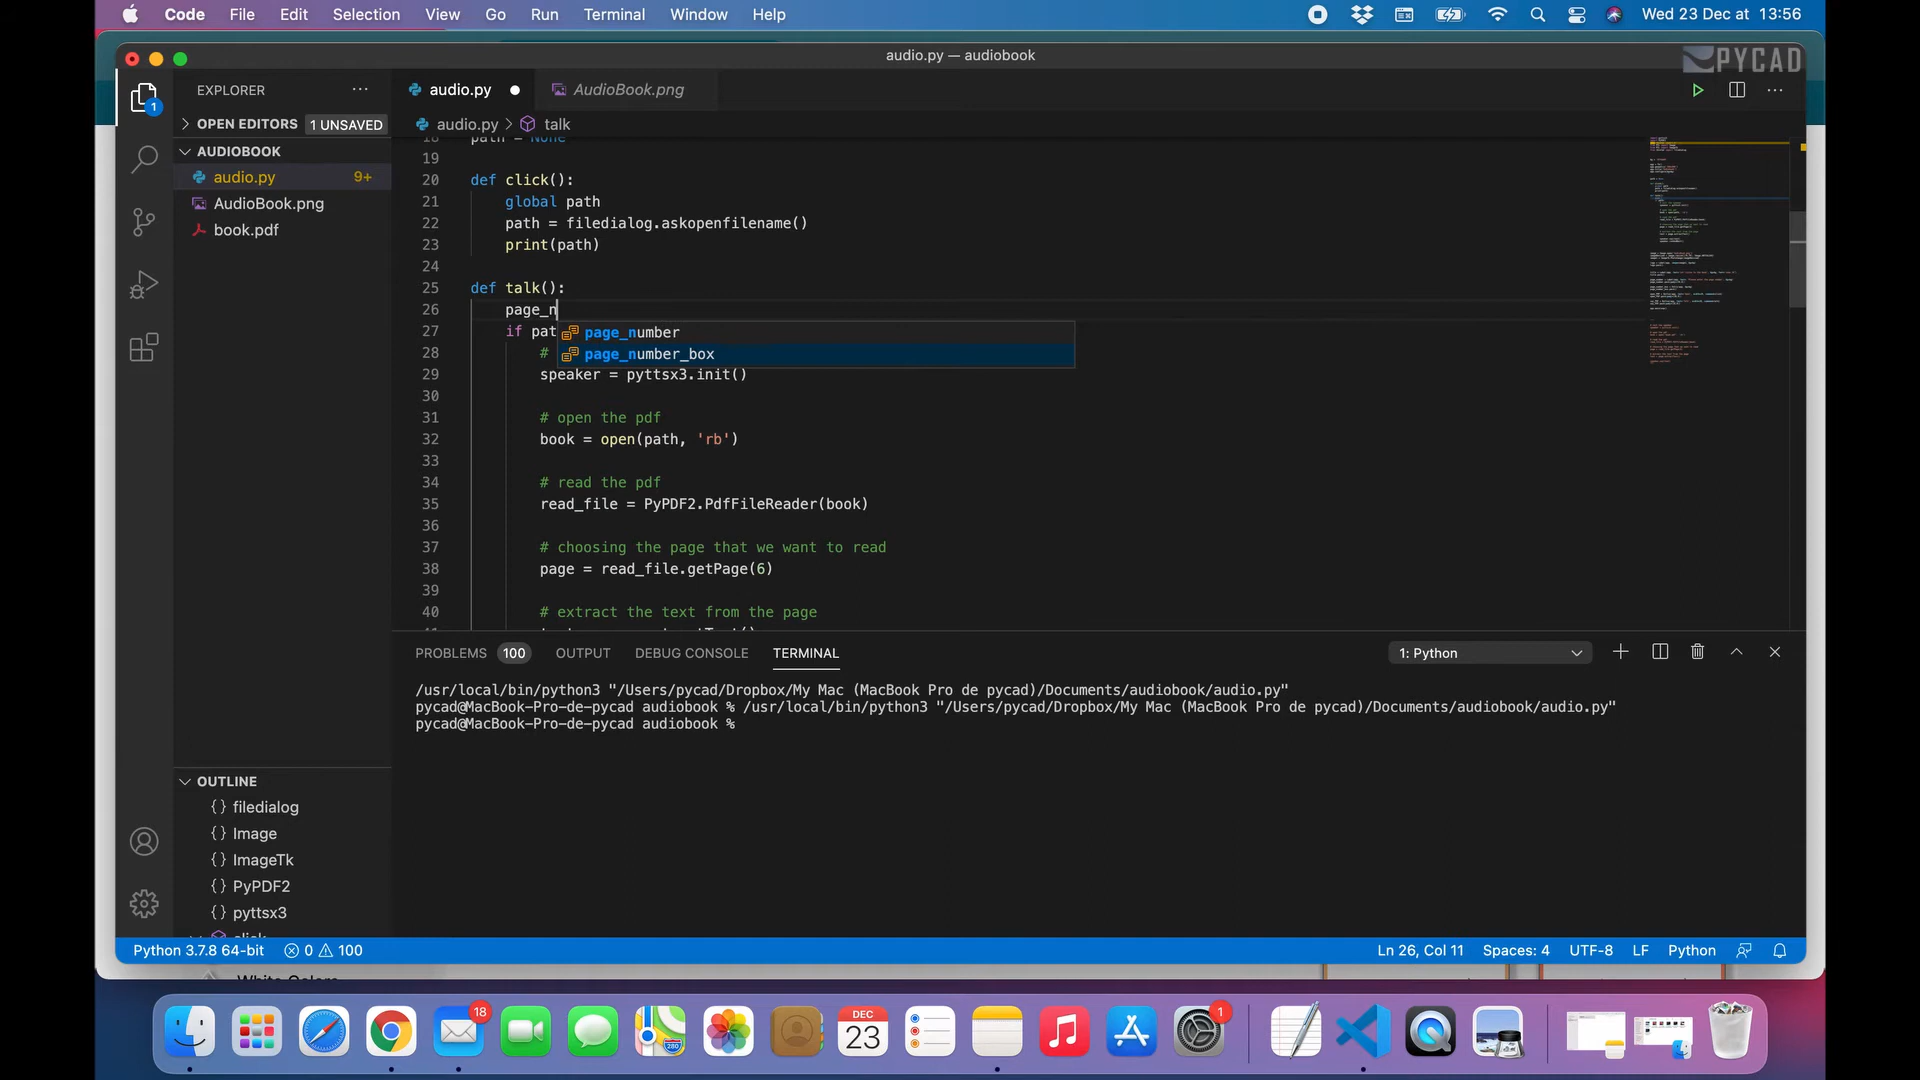 Code File Edit Selection View Go Run Terminal Window Help Wed 23 Dec at 13:56
audio.py — audiobook
PYCAD
EXPLORER
audio.py
AudioBook.png
1
OPEN EDITORS 1 UNSAVED
audio.py > talk
AUDIOBOOK
audio.py 9+
AudioBook.png
book.pdf
18 path = None
19
20 def click():
21 global path
22 path = filedialog.askopenfilename()
23 print(path)
24
25 def talk():
26 page_n
27 if pat
page_number
page_number_box
28 #
29 speaker = pyttsx3.init()
30
31 # open the pdf
32 book = open(path, 'rb')
33
34 # read the pdf
35 read_file = PyPDF2.PdfFileReader(book)
36
37 # choosing the page that we want to read
38 page = read_file.getPage(6)
39
40 # extract the text from the page
PROBLEMS 100 OUTPUT DEBUG CONSOLE TERMINAL 1: Python
/usr/local/bin/python3 "/Users/pycad/Dropbox/My Mac (MacBook Pro de pycad)/Documents/audiobook/audio.py"
pycad@MacBook-Pro-de-pycad audiobook % /usr/local/bin/python3 "/Users/pycad/Dropbox/My Mac (MacBook Pro de pycad)/Documents/audiobook/audio.py"
pycad@MacBook-Pro-de-pycad audiobook %
OUTLINE
{} filedialog
{} Image
{} ImageTk
{} PyPDF2
{} pyttsx3
click
Python 3.7.8 64-bit 0 100 Ln 26, Col 11 Spaces: 4 UTF-8 LF Python
18
DEC
23
280
1